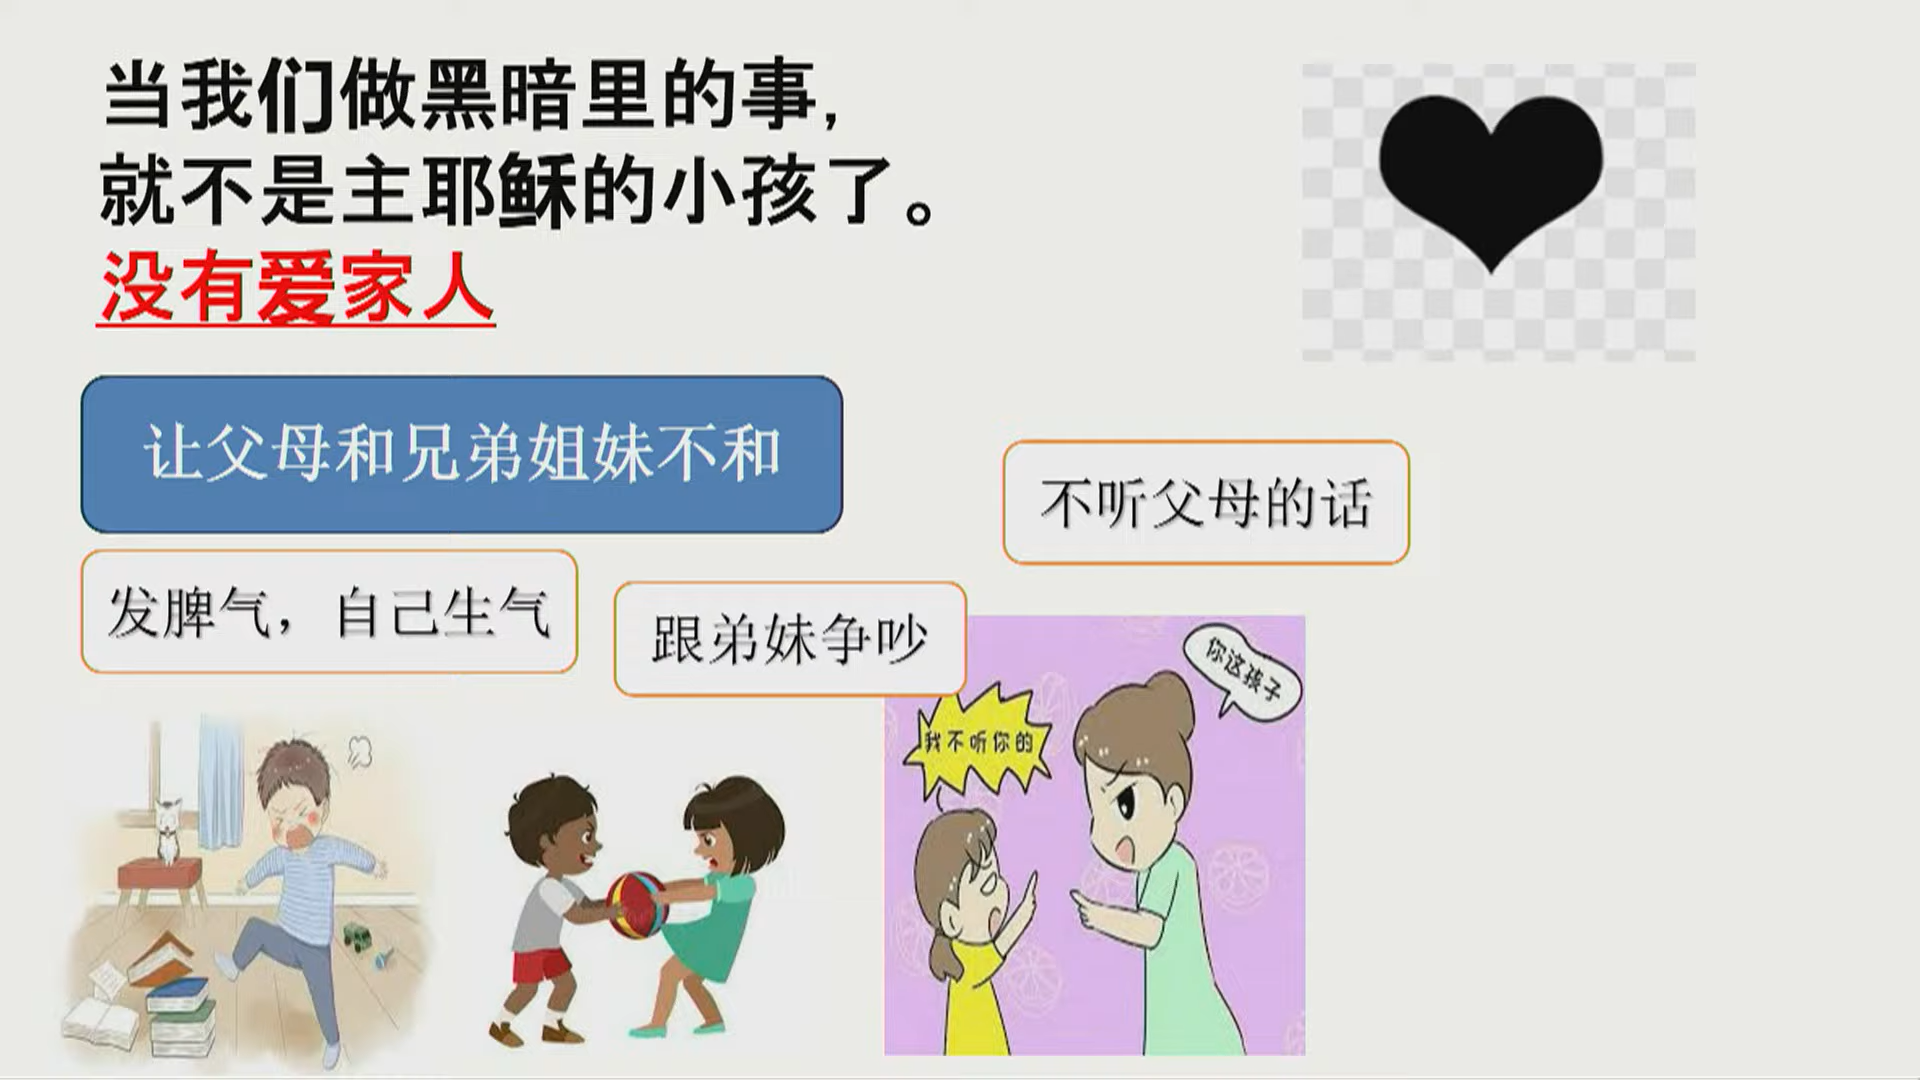 当我们做黑暗里的事，
就不是主耶稣的小孩了。
没有爱家人
让父母和兄弟姐妹不和
不听父母的话
发脾气，自己生气
跟弟妹争吵
你这孩子
我不听你的